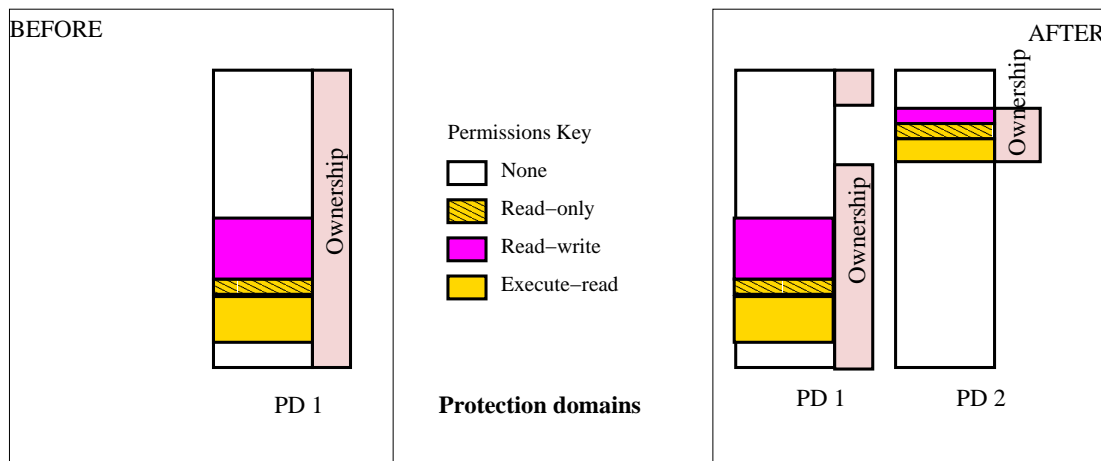 BEFORE
AFTER
Ownership
Permissions Key
None
Read−only
Read−write
Execute−read
Ownership
Ownership
PD 1
Protection domains
PD 1
PD 2